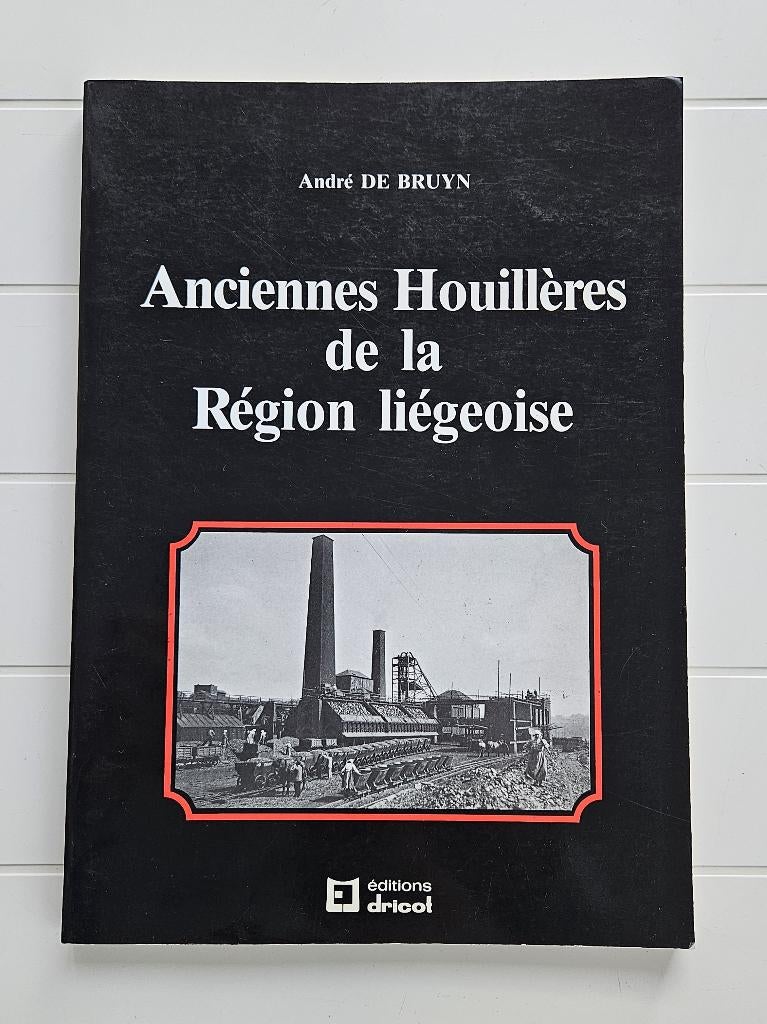 André DE BRUYN
Anciennes Houillères
de la
Région liégeoise
éditions
dricot